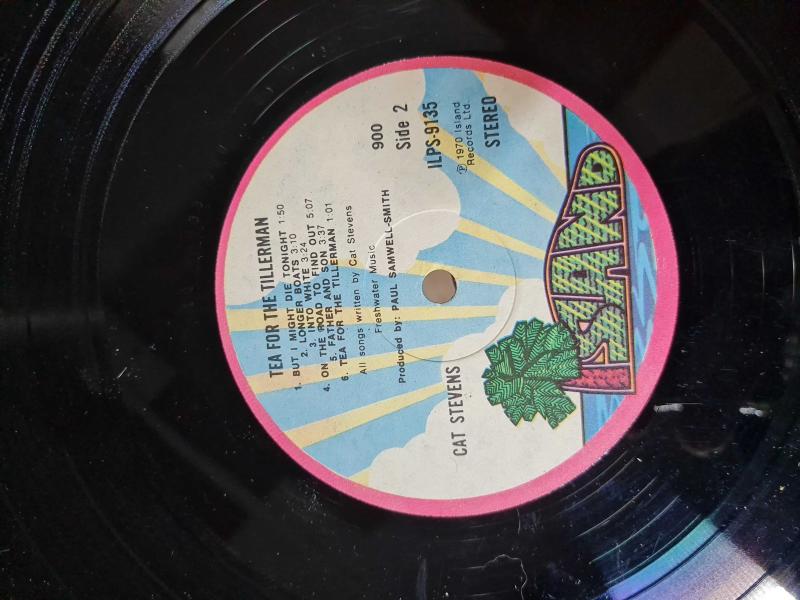 TEA FOR THE TILLERMAN
1. BUT I MIGHT DIE TONIGHT 1:50
2. LONGER BOATS 3:10
3. INTO WHITE 3:24
4. ON THE ROAD TO FIND OUT 5:07
5. FATHER AND SON 3:37
6. TEA FOR THE TILLERMAN 1:01
All songs written by Cat Stevens
Freshwater Music
Produced by: PAUL SAMWELL-SMITH
900
Side 2
ILPS-9135
℗ 1970 Island
Records Ltd.
STEREO
CAT STEVENS
ISLAND